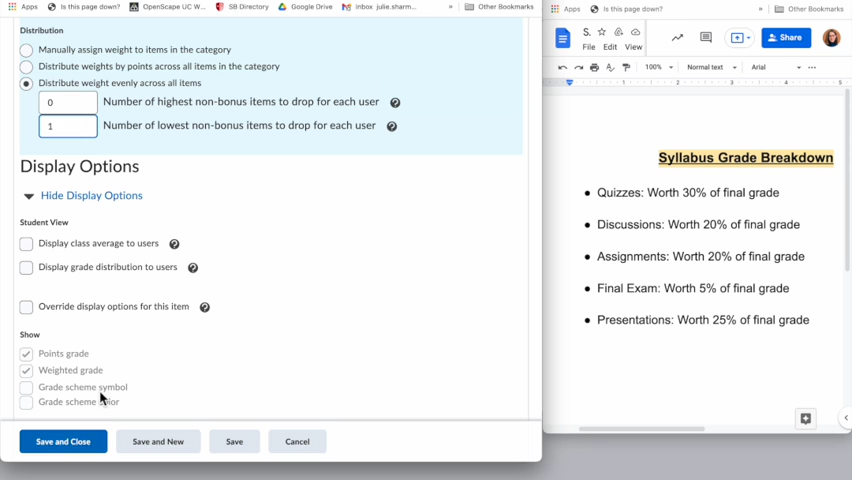 Apps
Is this page down?
OpenScape UC W...
SB Directory
Google Drive
Inbox julie.sharm...
»
Other Bookmarks
Distribution
Manually assign weight to items in the category
Distribute weights by points across all items in the category
Distribute weight evenly across all items
0 Number of highest non-bonus items to drop for each user ?
1 Number of lowest non-bonus items to drop for each user ?
Display Options
Hide Display Options
Student View
Display class average to users ?
Display grade distribution to users ?
Override display options for this item ?
Show
Points grade
Weighted grade
Grade scheme symbol
Grade scheme
Save and Close
Save and New
Save
Cancel
Apps
Is this page down?
»
Other Bookmarks
S.
File Edit View
Share
100% Normal text Arial
1 2 3 4 5
Syllabus Grade Breakdown
● Quizzes: Worth 30% of final grade
● Discussions: Worth 20% of final grade
● Assignments: Worth 20% of final grade
● Final Exam: Worth 5% of final grade
● Presentations: Worth 25% of final grade